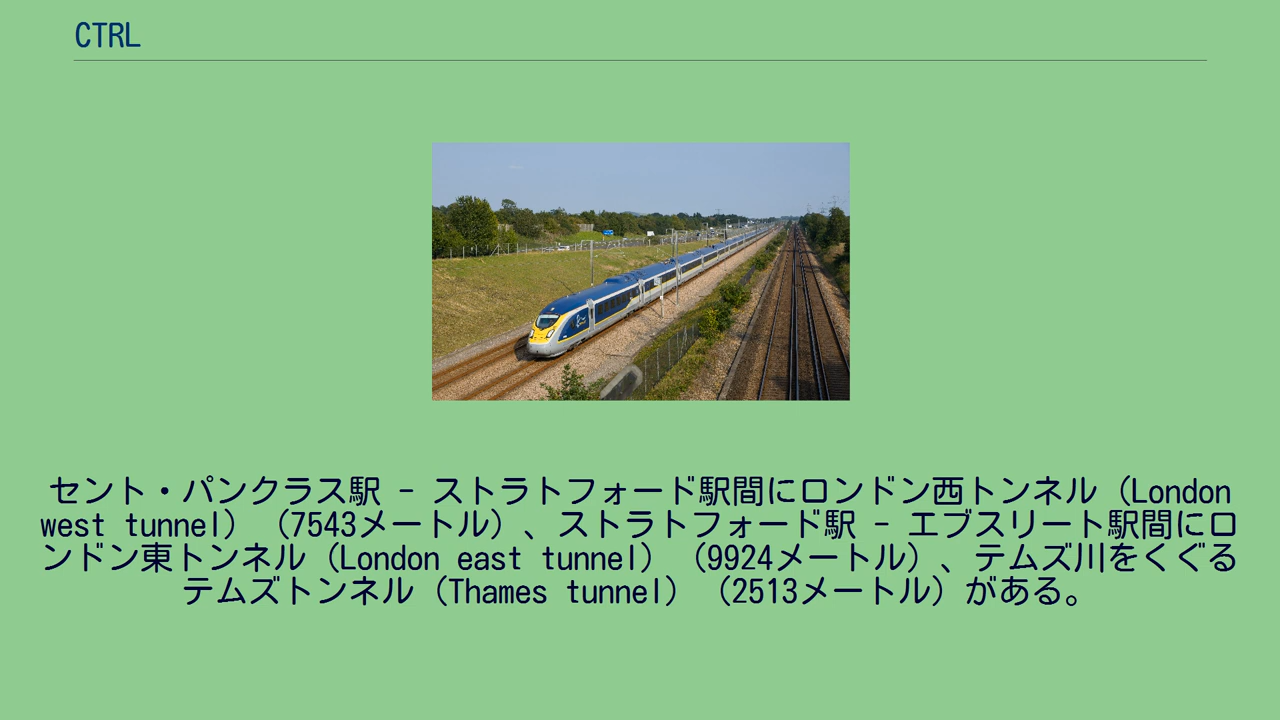 CTRL
セント・パンクラス駅 - ストラトフォード駅間にロンドン西トンネル（London
west tunnel）（7543メートル）、ストラトフォード駅 - エブスリート駅間にロ
ンドン東トンネル（London east tunnel）（9924メートル）、テムズ川をくぐる
テムズトンネル（Thames tunnel）（2513メートル）がある。